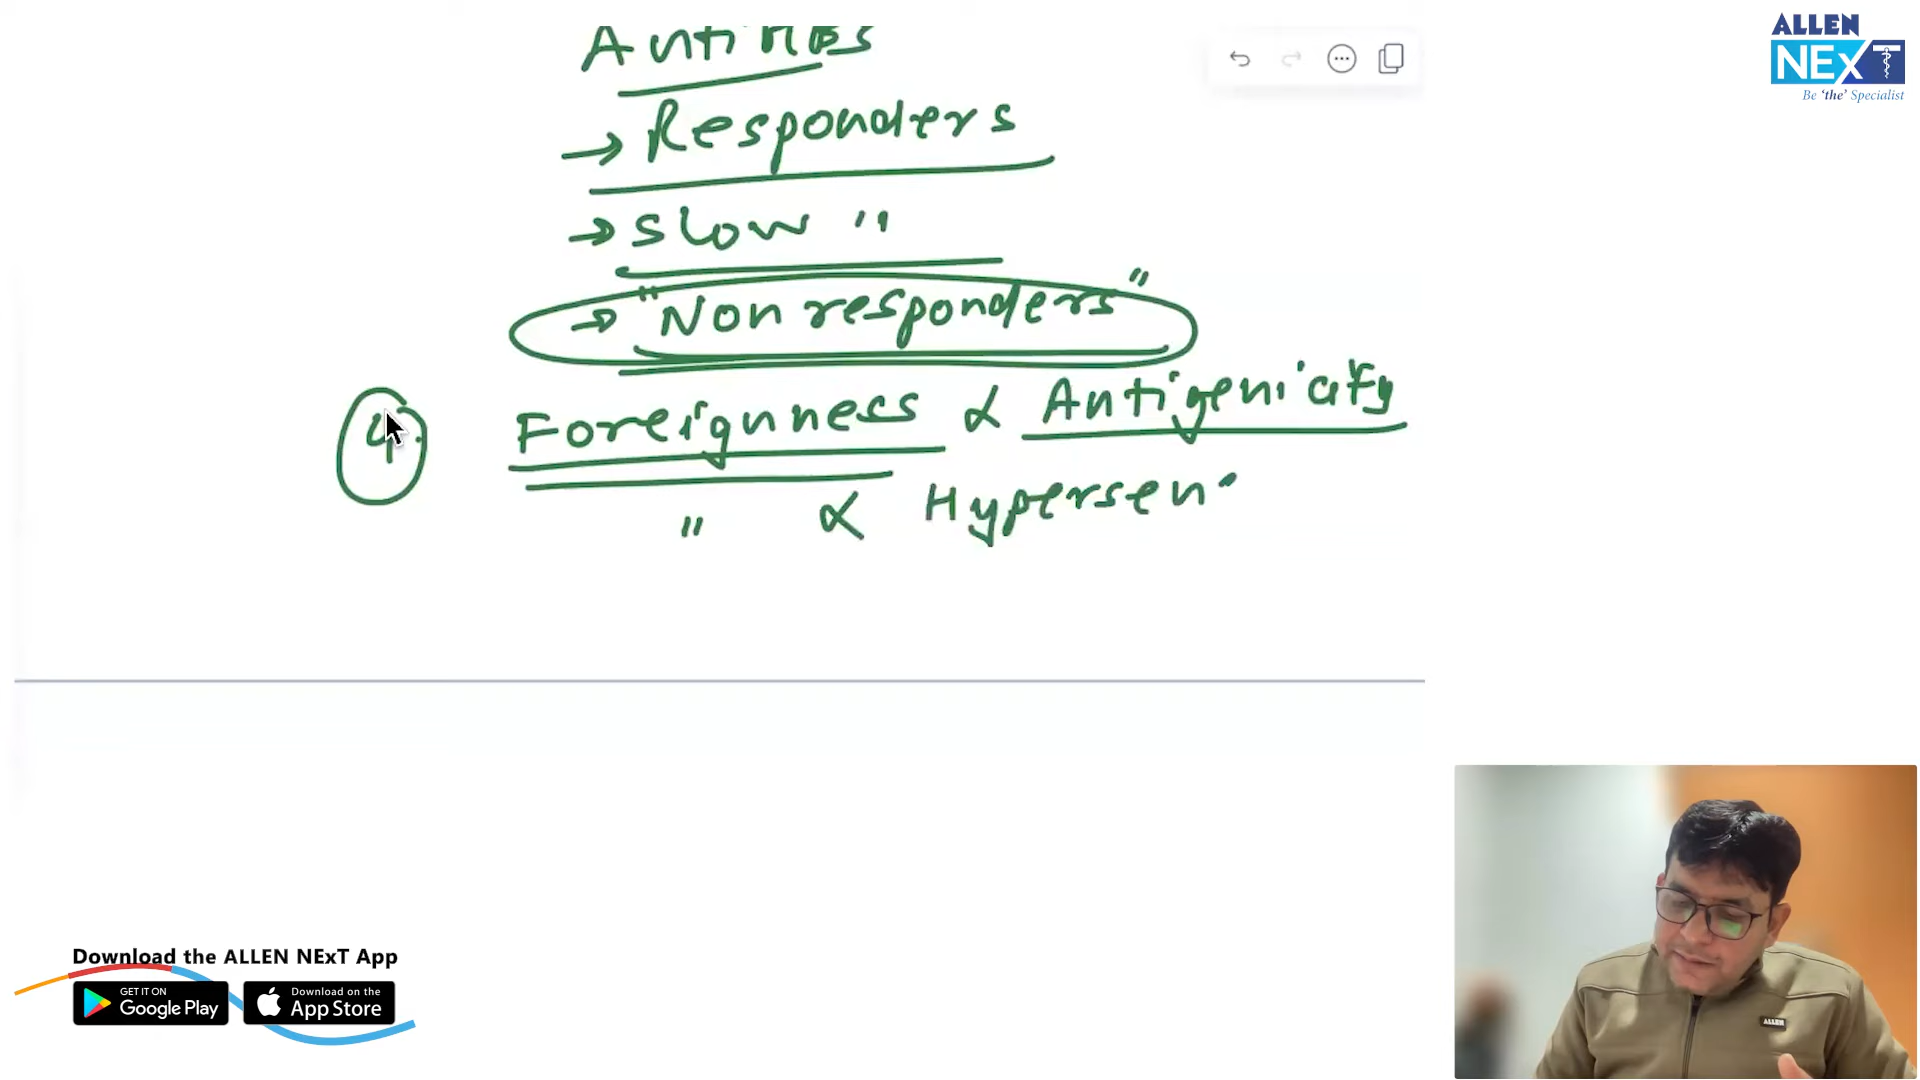 ALLEN
NExT
Be 'the' Specialist
→ Responders
→ Slow "
→ "Non responders"
4 Foreignness ∝ Antigenicity
" ∝ Hypersen
Download the ALLEN NExT App
GET IT ON
Google Play
Download on the
App Store
ALLEN